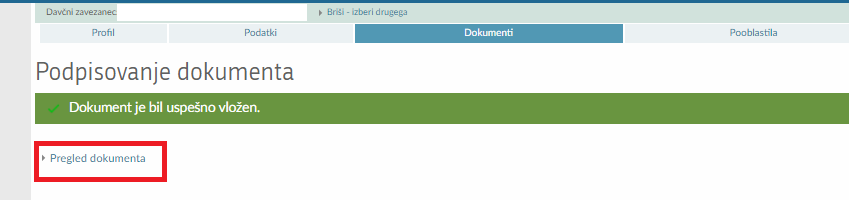 Davčni zavezanec
Briši - izberi drugega
Profil
Podatki
Dokumenti
Pooblastila
Podpisovanje dokumenta
Dokument je bil uspešno vložen.
Pregled dokumenta